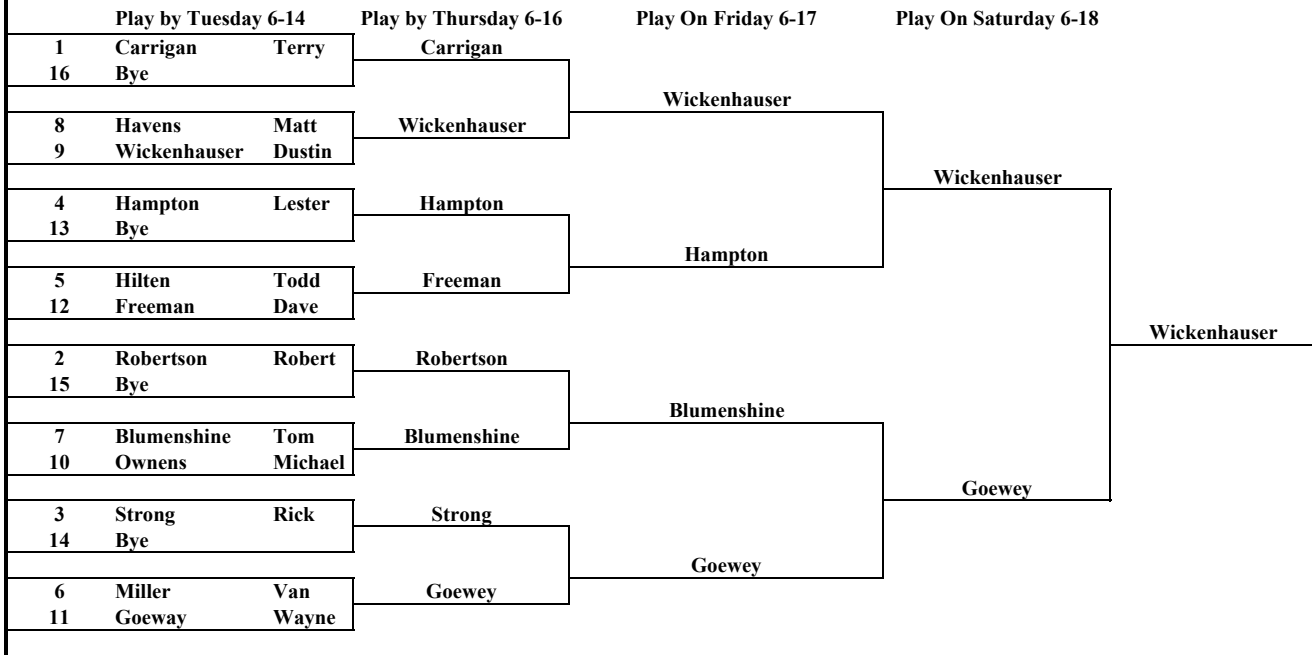 Play by Tuesday 6-14 Play by Thursday 6-16 Play On Friday 6-17 Play On Saturday 6-18
1 Carrigan Terry Carrigan
16 Bye
Wickenhauser
8 Havens Matt Wickenhauser
9 Wickenhauser Dustin
Wickenhauser
4 Hampton Lester Hampton
13 Bye
Hampton
5 Hilten Todd Freeman
12 Freeman Dave
Wickenhauser
2 Robertson Robert Robertson
15 Bye
Blumenshine
7 Blumenshine Tom Blumenshine
10 Ownens Michael
Goewey
3 Strong Rick Strong
14 Bye
Goewey
6 Miller Van Goewey
11 Goeway Wayne